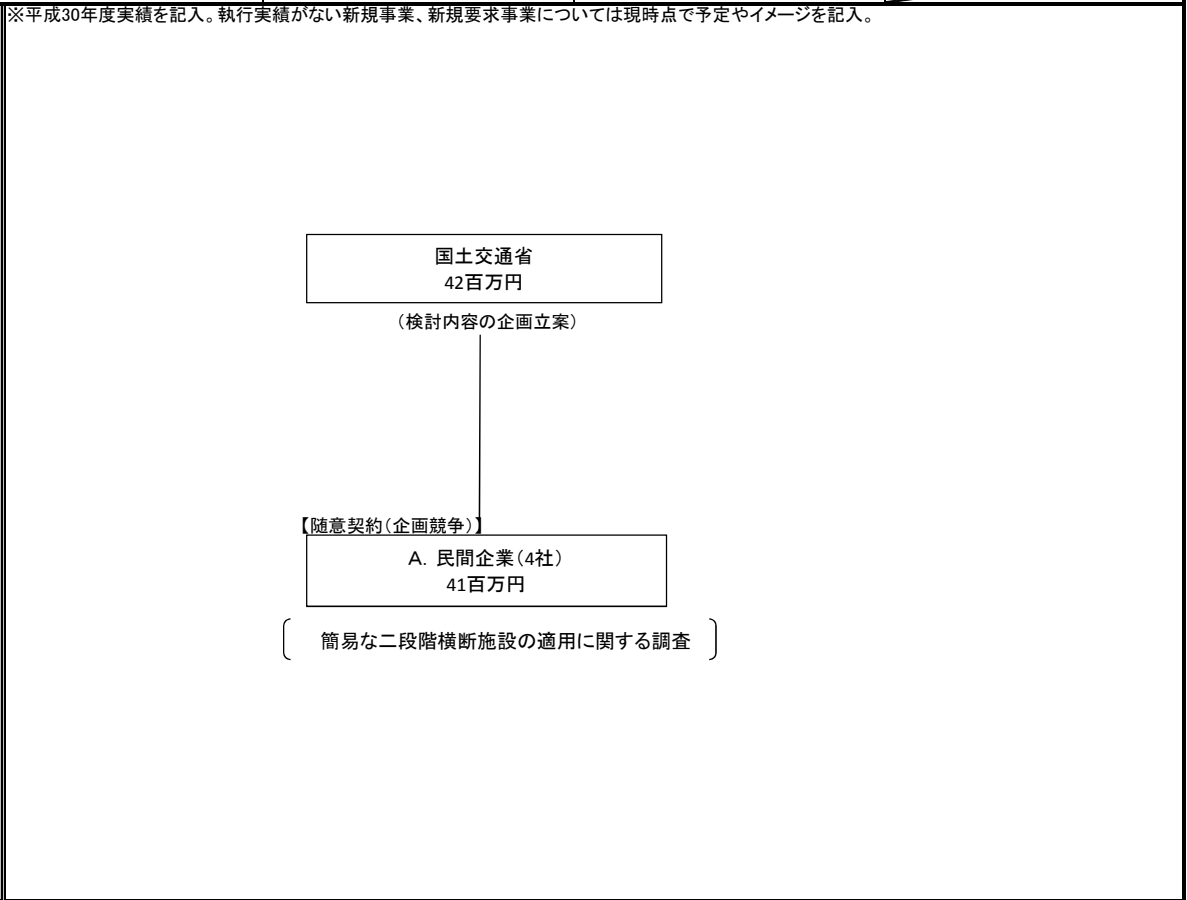 ※平成30年度実績を記入。執行実績がない新規事業、新規要求事業については現時点で予定やイメージを記入。
国土交通省
42百万円
（検討内容の企画立案）
【随意契約（企画競争）】
A. 民間企業（4社）
41百万円
簡易な二段階横断施設の適用に関する調査